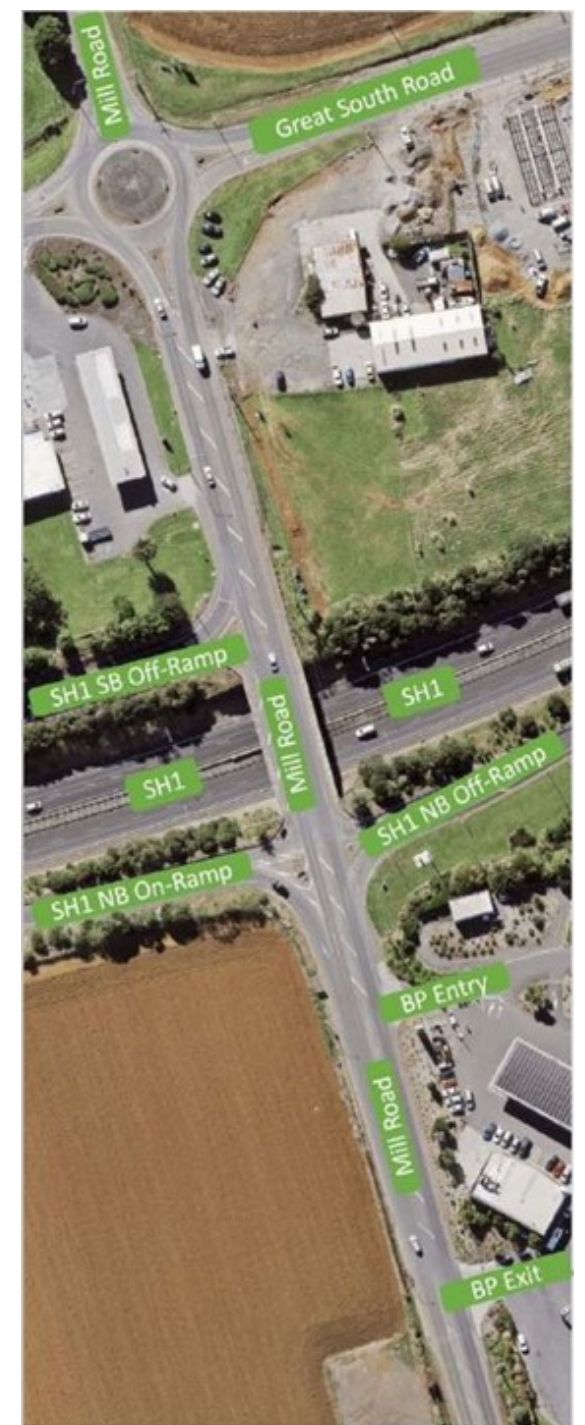 Mill Road
Great South Road
SH1 SB Off-Ramp
SH1
Mill Road
SH1
SH1 NB Off-Ramp
SH1 NB On-Ramp
BP Entry
Mill Road
BP Exit